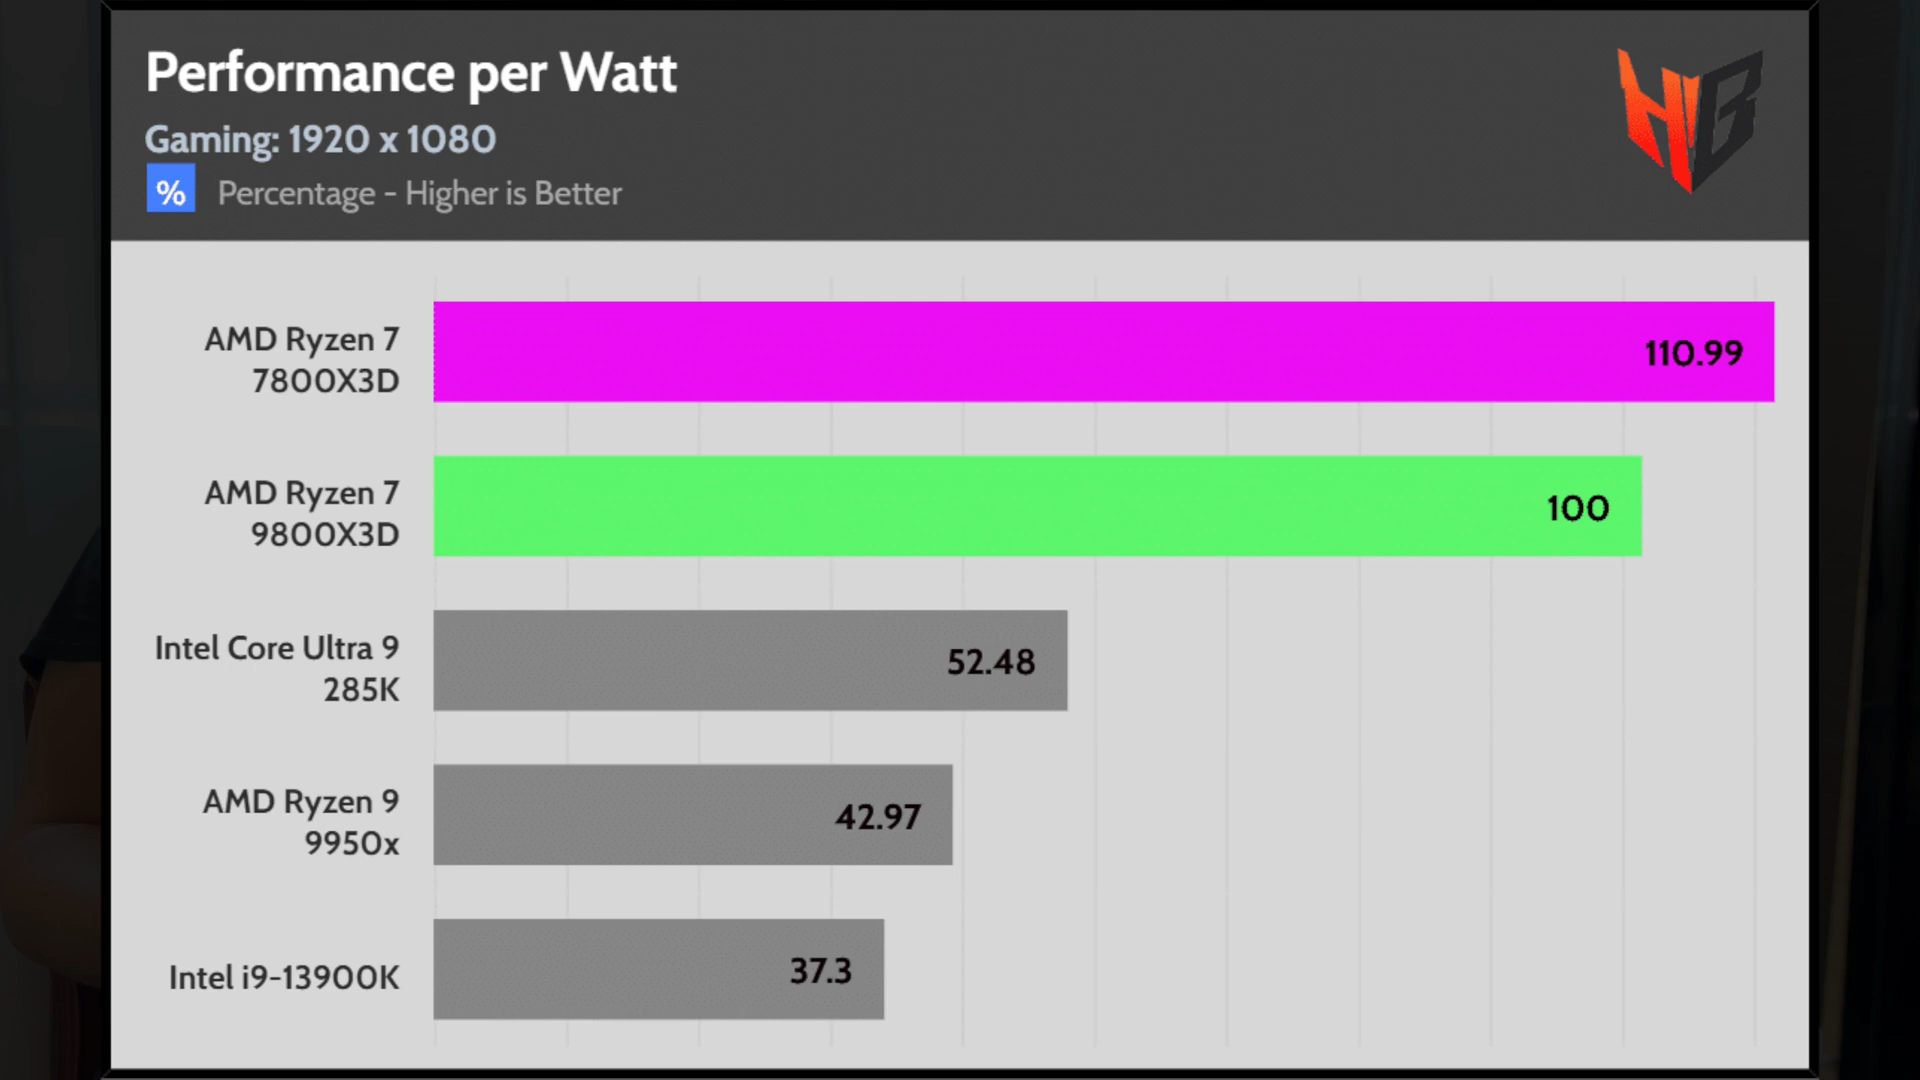 Performance per Watt
Gaming: 1920 x 1080
% Percentage - Higher is Better
HB
AMD Ryzen 7
7800X3D
110.99
AMD Ryzen 7
9800X3D
100
Intel Core Ultra 9
285K
52.48
AMD Ryzen 9
9950x
42.97
Intel i9-13900K
37.3